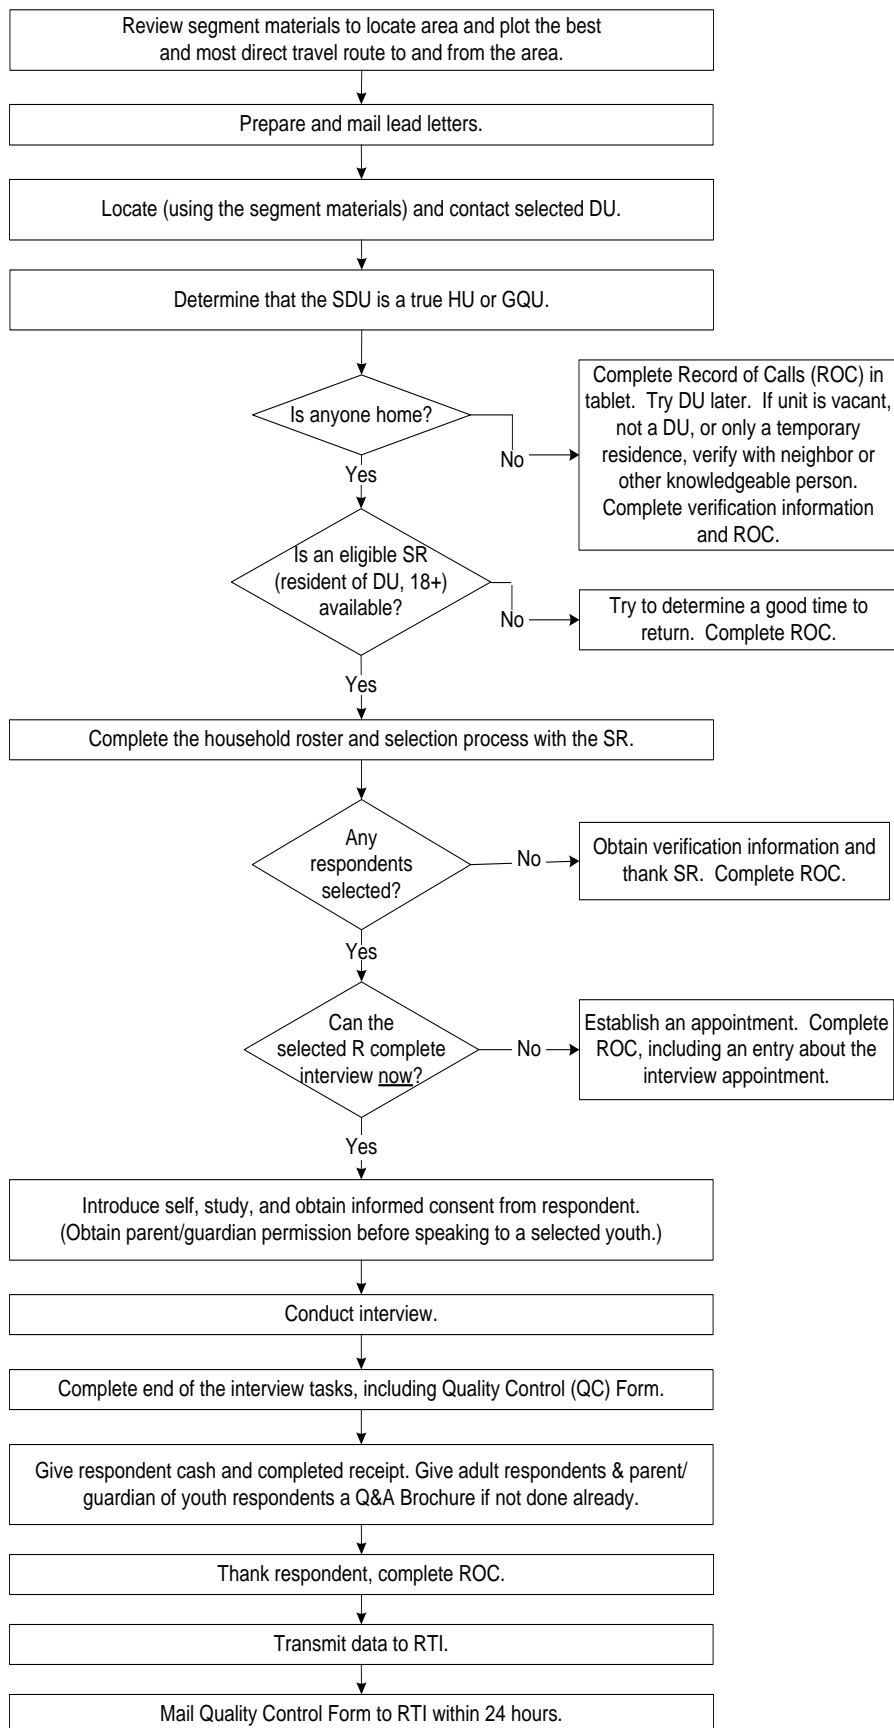 Review segment materials to locate area and plot the best
and most direct travel route to and from the area.
Prepare and mail lead letters.
Locate (using the segment materials) and contact selected DU.
Determine that the SDU is a true HU or GQU.
Is anyone home?
No
Complete Record of Calls (ROC) in
tablet.  Try DU later.  If unit is vacant,
not a DU, or only a temporary
residence, verify with neighbor or
other knowledgeable person.
Complete verification information
and ROC.
Yes
Is an eligible SR
(resident of DU, 18+)
available?
No
Try to determine a good time to
return.  Complete ROC.
Yes
Complete the household roster and selection process with the SR.
Any
respondents
selected?
No
Obtain verification information and
thank SR.  Complete ROC.
Yes
Can the
selected R complete
interview now?
No
Establish an appointment.  Complete
ROC, including an entry about the
interview appointment.
Yes
Introduce self, study, and obtain informed consent from respondent.
(Obtain parent/guardian permission before speaking to a selected youth.)
Conduct interview.
Complete end of the interview tasks, including Quality Control (QC) Form.
Give respondent cash and completed receipt. Give adult respondents & parent/
guardian of youth respondents a Q&A Brochure if not done already.
Thank respondent, complete ROC.
Transmit data to RTI.
Mail Quality Control Form to RTI within 24 hours.